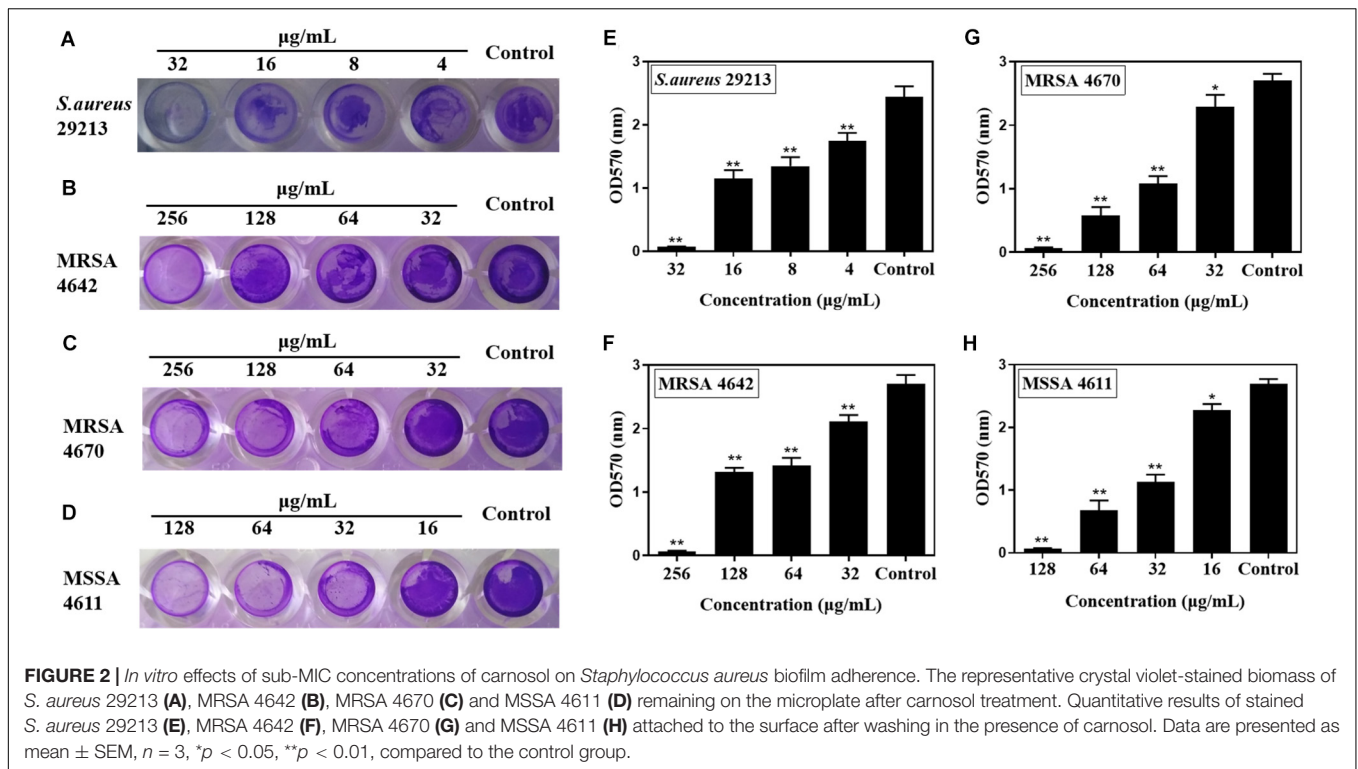 A
µg/mL
32 16 8 4 Control
S.aureus
29213
B
µg/mL
256 128 64 32 Control
MRSA
4642
C
µg/mL
256 128 64 32 Control
MRSA
4670
D
µg/mL
128 64 32 16 Control
MSSA
4611
E
S.aureus 29213
OD570 (nm)
3
2
1
0
** ** ** **
32 16 8 4 Control
Concentration (µg/mL)
F
MRSA 4642
OD570 (nm)
3
2
1
0
** ** ** **
256 128 64 32 Control
Concentration (µg/mL)
G
MRSA 4670
OD570 (nm)
3
2
1
0
** ** ** *
256 128 64 32 Control
Concentration (µg/mL)
H
MSSA 4611
OD570 (nm)
3
2
1
0
** ** ** *
128 64 32 16 Control
Concentration (µg/mL)
FIGURE 2 | In vitro effects of sub-MIC concentrations of carnosol on Staphylococcus aureus biofilm adherence. The representative crystal violet-stained biomass of
S. aureus 29213 (A), MRSA 4642 (B), MRSA 4670 (C) and MSSA 4611 (D) remaining on the microplate after carnosol treatment. Quantitative results of stained
S. aureus 29213 (E), MRSA 4642 (F), MRSA 4670 (G) and MSSA 4611 (H) attached to the surface after washing in the presence of carnosol. Data are presented as
mean ± SEM, n = 3, *p < 0.05, **p < 0.01, compared to the control group.